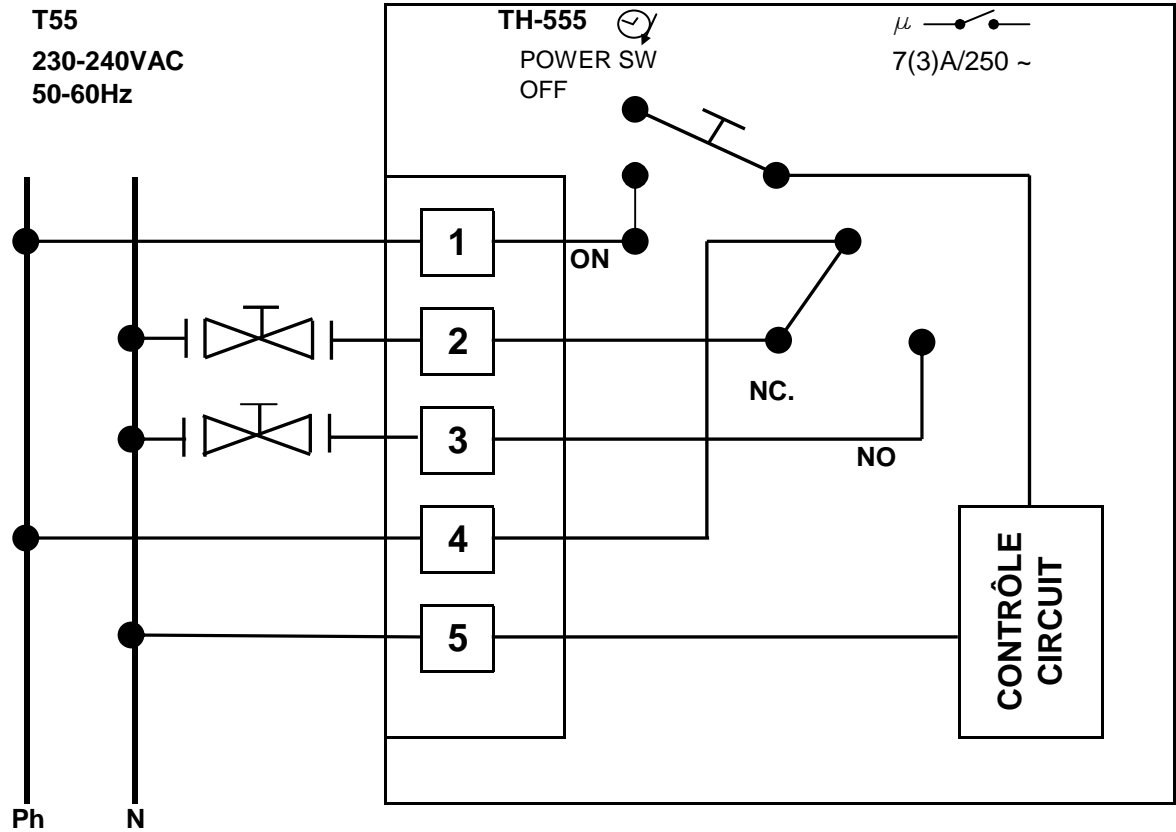 T55
230-240VAC
50-60Hz
TH-555
POWER SW
OFF
μ
7(3)A/250 ~
1
ON
2
NC.
3
NO
4
5
CONTRÔLE
CIRCUIT
Ph
N